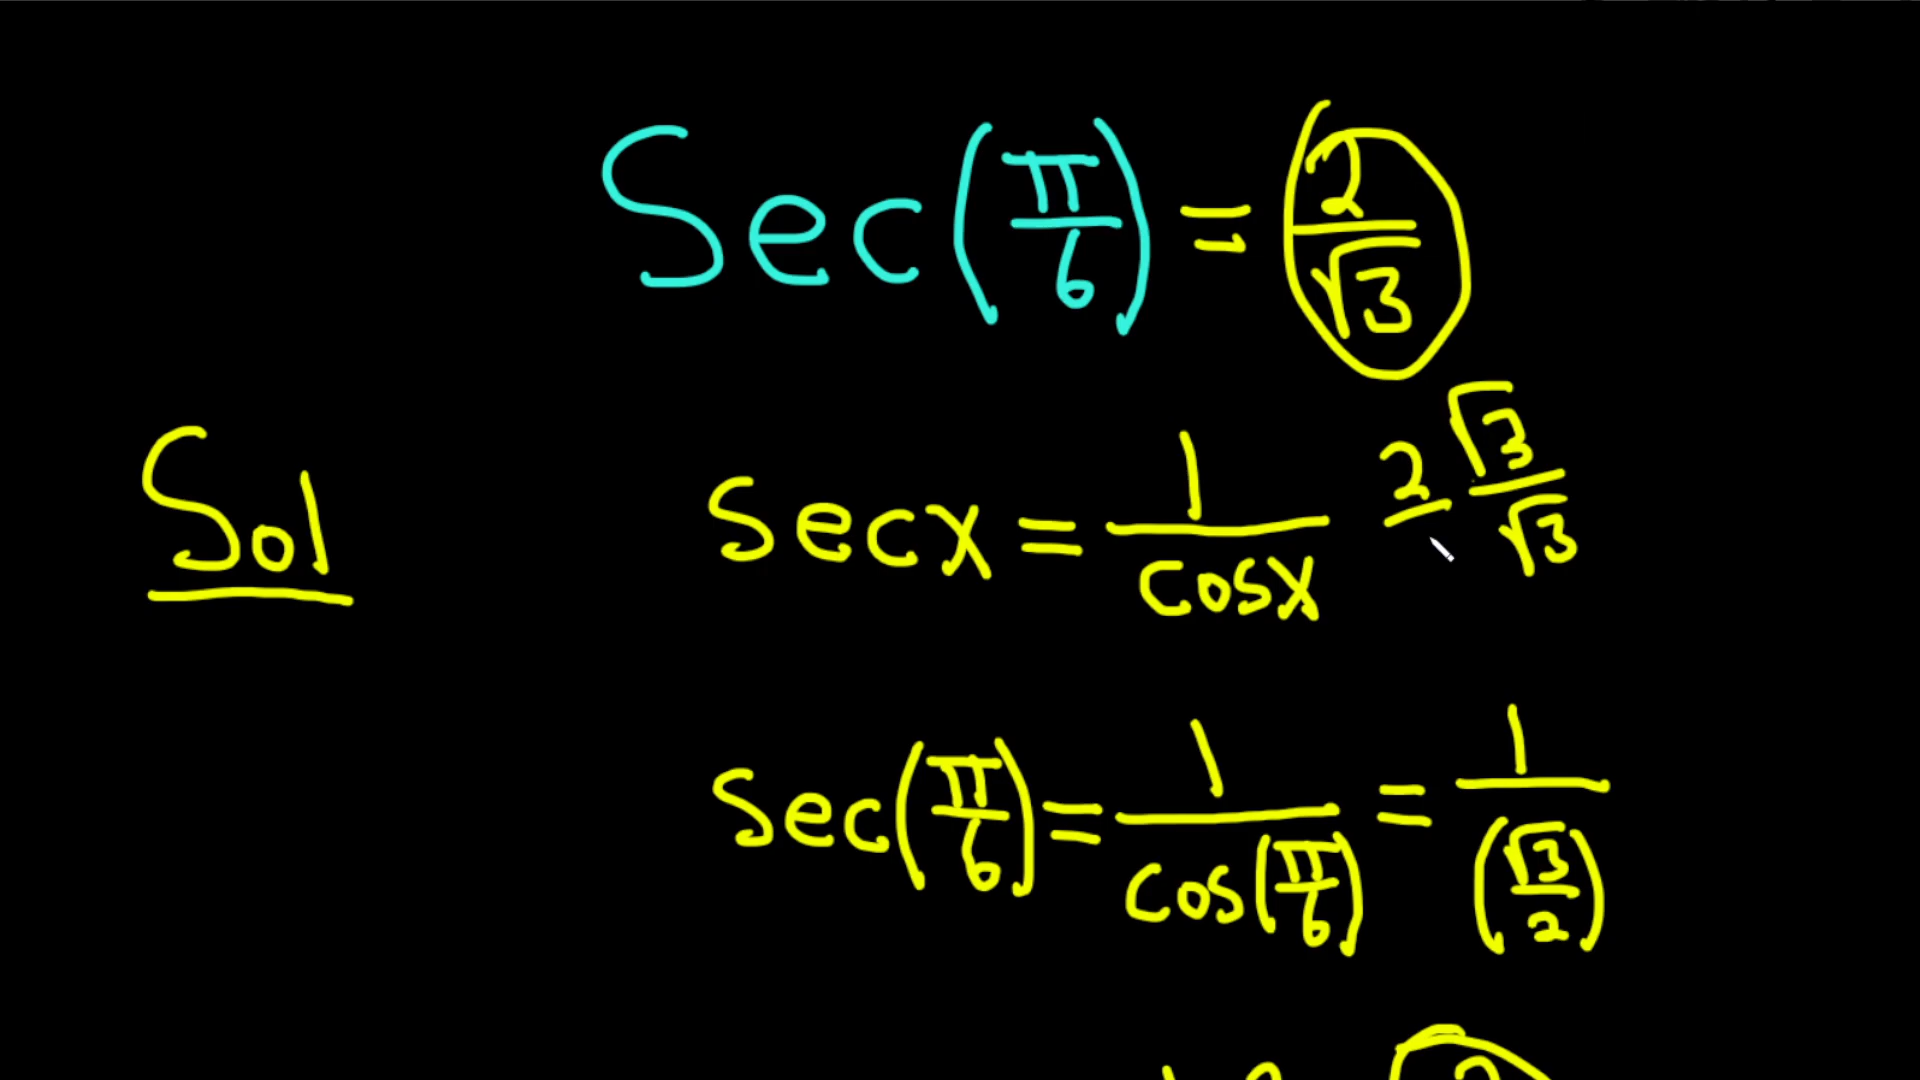 Sec(π/6) = 2/√3
Sol
secx = 1/cosx 2/ √3/√3
Sec(π/6) = 1/cos(π/6) = 1/(√3/2)